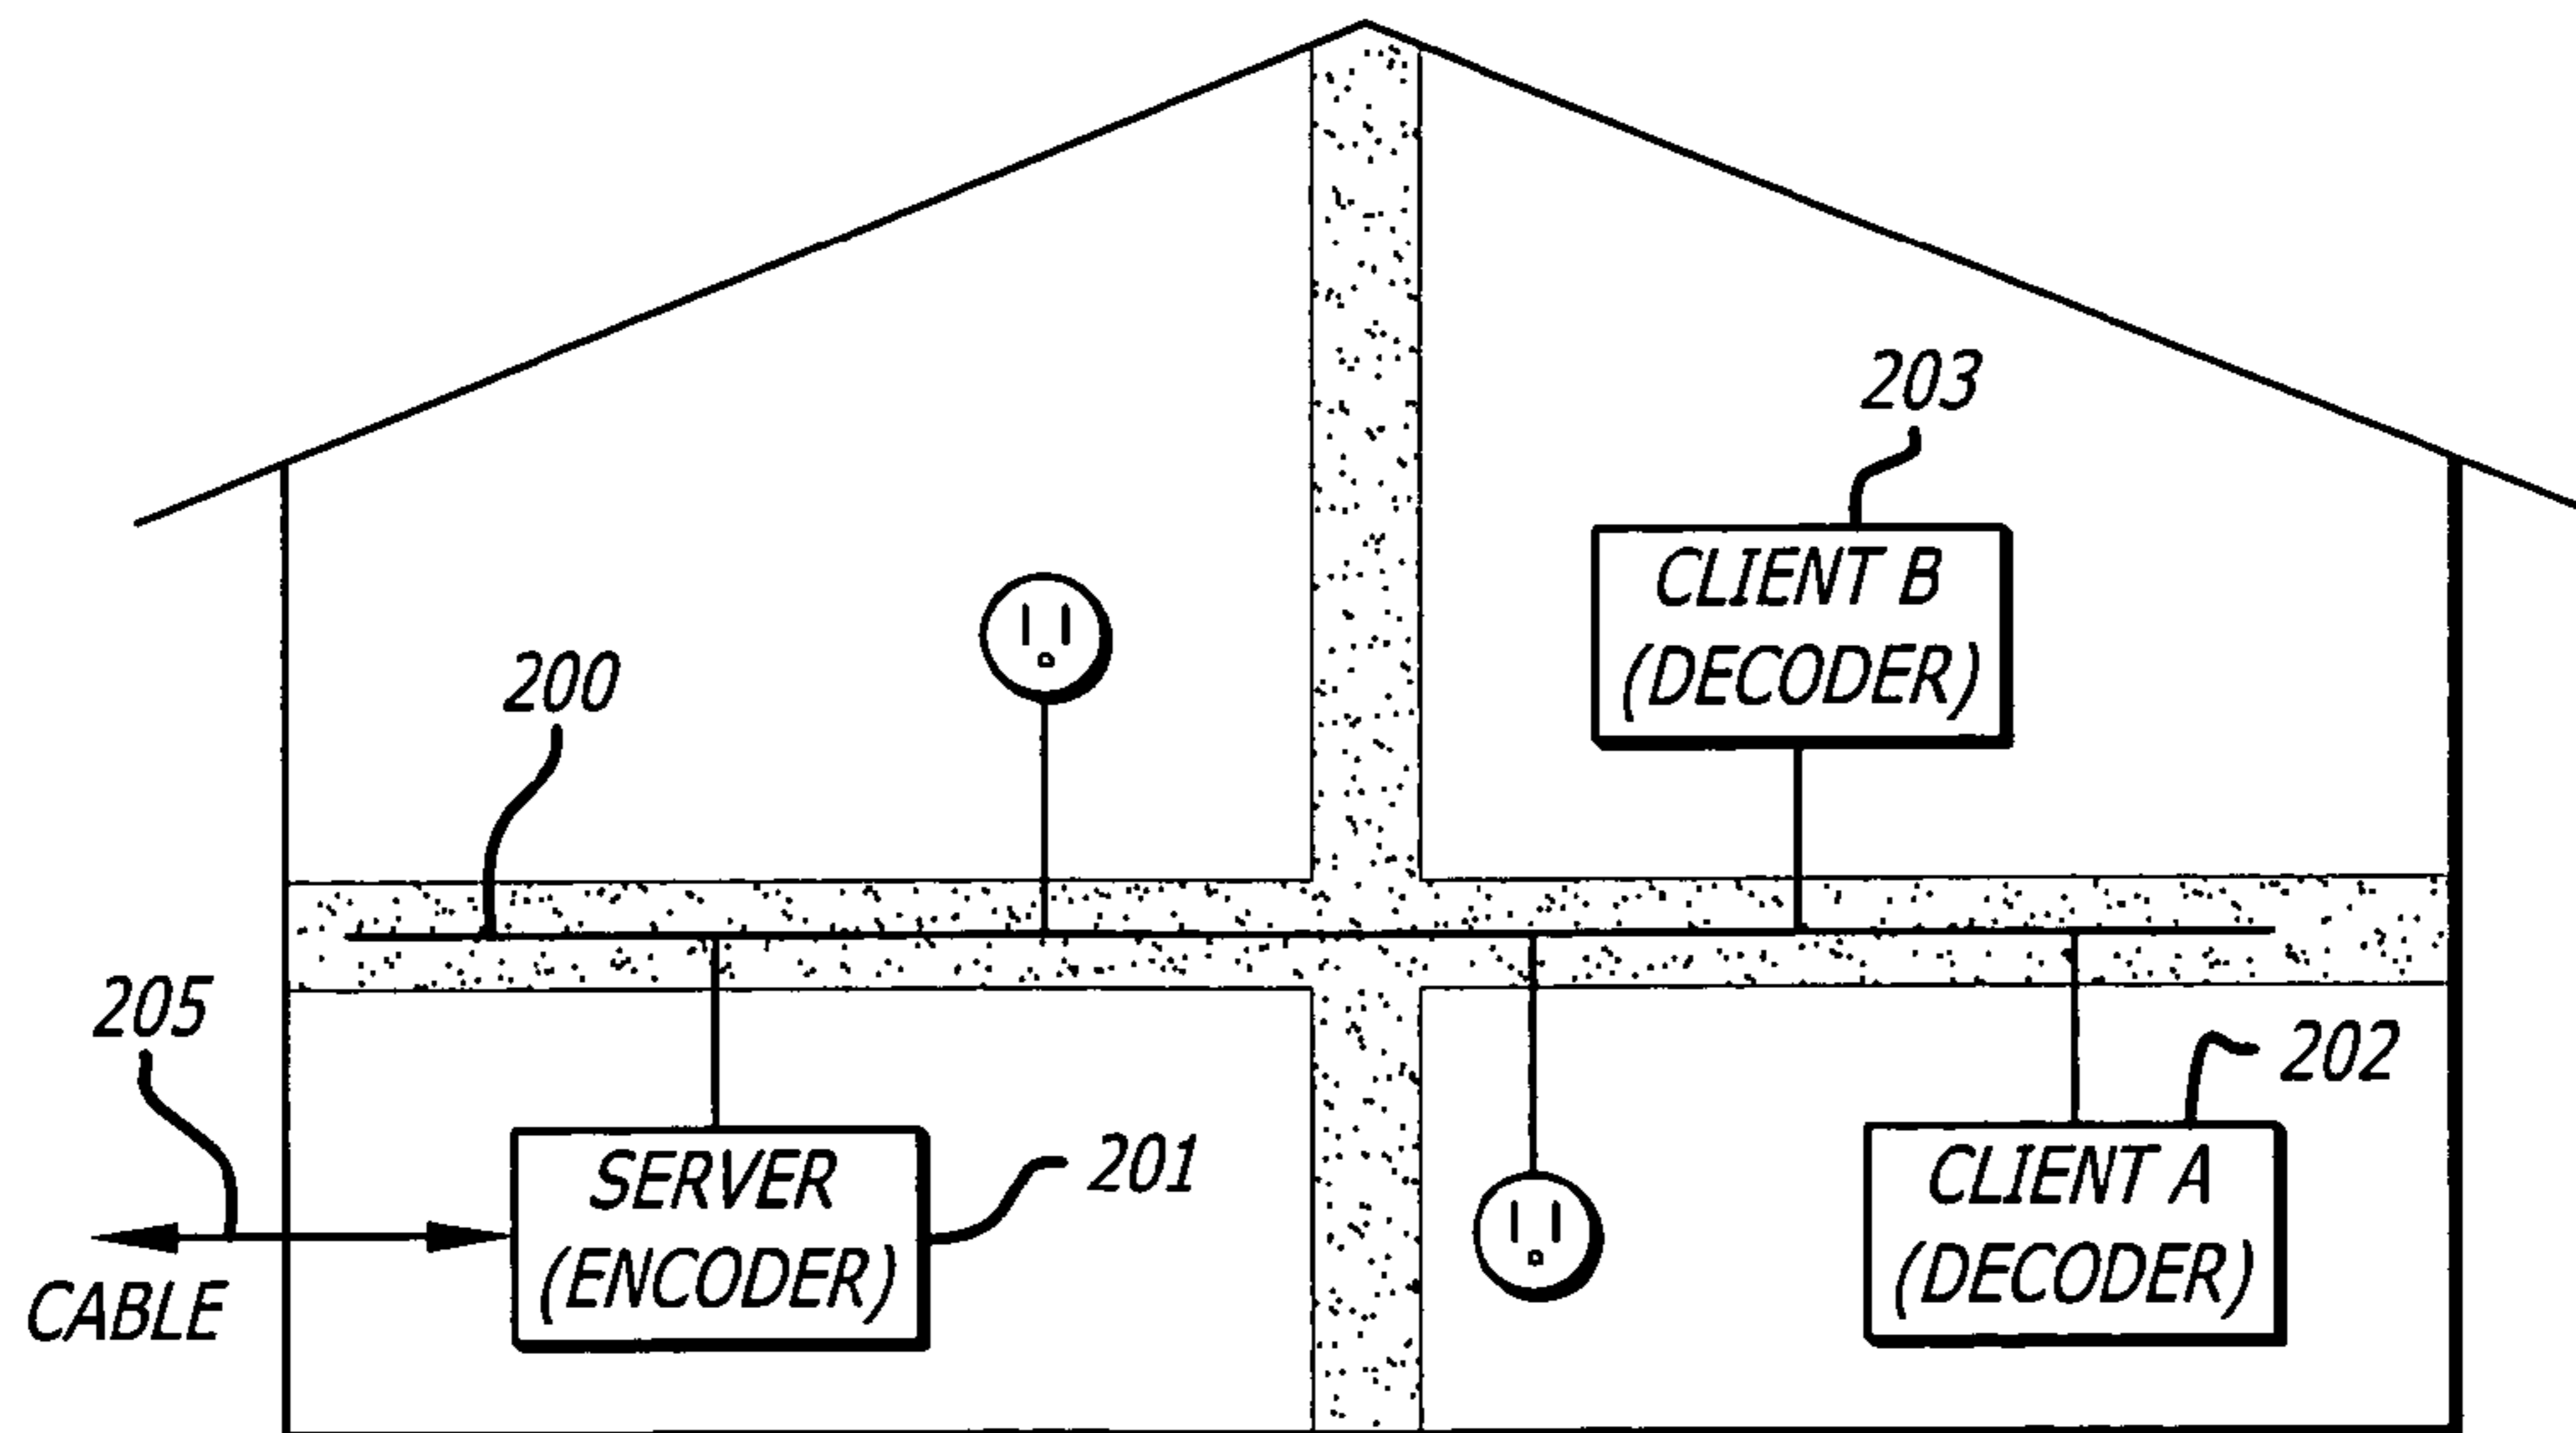 203
CLIENT B
(DECODER)
200
205
202
201
SERVER
(ENCODER)
CLIENT A
(DECODER)
CABLE